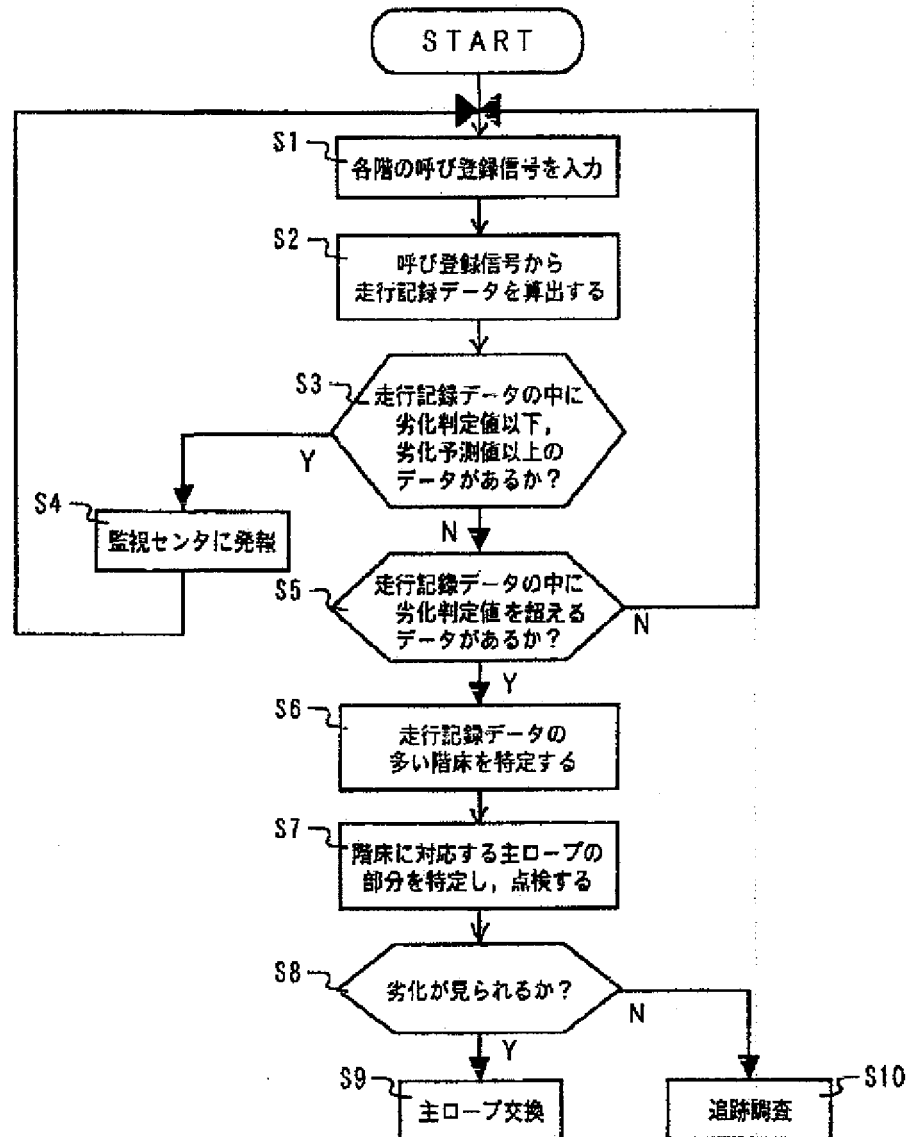 START
S1
各階の呼び登録信号を入力
S2
呼び登録信号から
走行記録データを算出する
S3
走行記録データの中に
劣化判定値以下,
劣化予測値以上の
データがあるか?
Y
N
S4
監視センタに発報
S5
走行記録データの中に
劣化判定値を超える
データがあるか?
N
Y
S6
走行記録データの
多い階床を特定する
S7
階床に対応する主ロープの
部分を特定し, 点検する
S8
劣化が見られるか?
N
Y
S9
主ロープ交換
S10
追跡調査